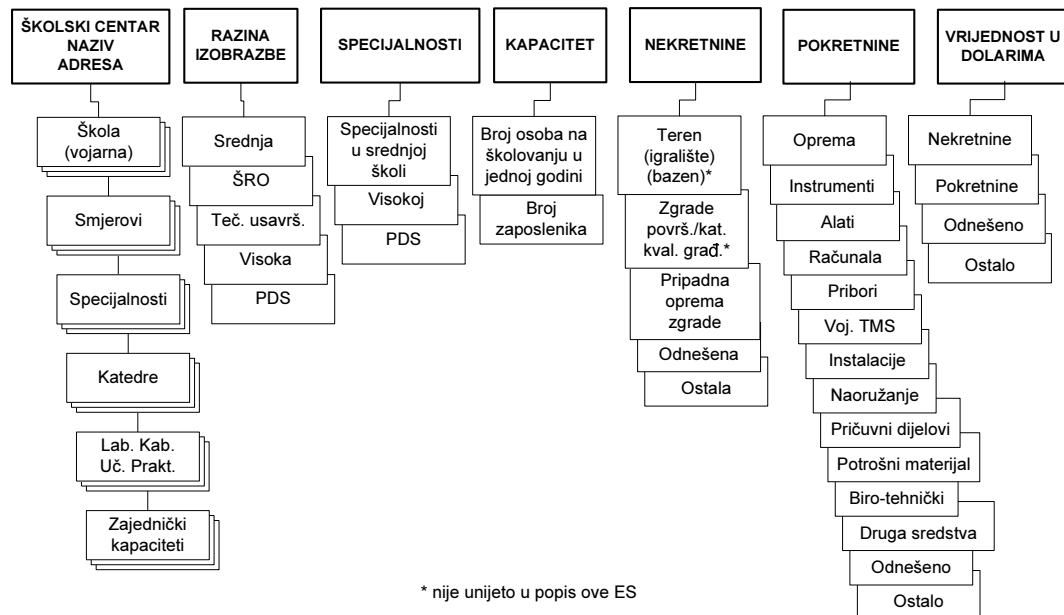 ŠKOLSKI CENTAR
NAZIV
ADRESA
Škola
(vojarna)
Smjerovi
Specijalnosti
Katedre
Lab. Kab.
Uč. Prakt.
Zajednički
kapaciteti
RAZINA
IZOBRAZBE
Srednja
ŠRO
Teč. usavrš.
Visoka
PDS
SPECIJALNOSTI
Specijalnosti
u srednjoj
školi
Visokoj
PDS
KAPACITET
Broj osoba na
školovanju u
jednoj godini
Broj
zaposlenika
NEKRETNINE
Teren
(igralište)
(bazen)*
Zgrade
površ./kat.
kval. građ.*
Pripadna
oprema
zgrade
Odnešena
Ostala
POKRETNINE
Oprema
Instrumenti
Alati
Računala
Pribori
Voj. TMS
Instalacije
Naoružanje
Pričuvni dijelovi
Potrošni materijal
Biro-tehnički
Druga sredstva
Odnešeno
Ostalo
VRIJEDNOST U
DOLARIMA
Nekretnine
Pokretnine
Odnešeno
Ostalo
* nije unijeto u popis ove ES